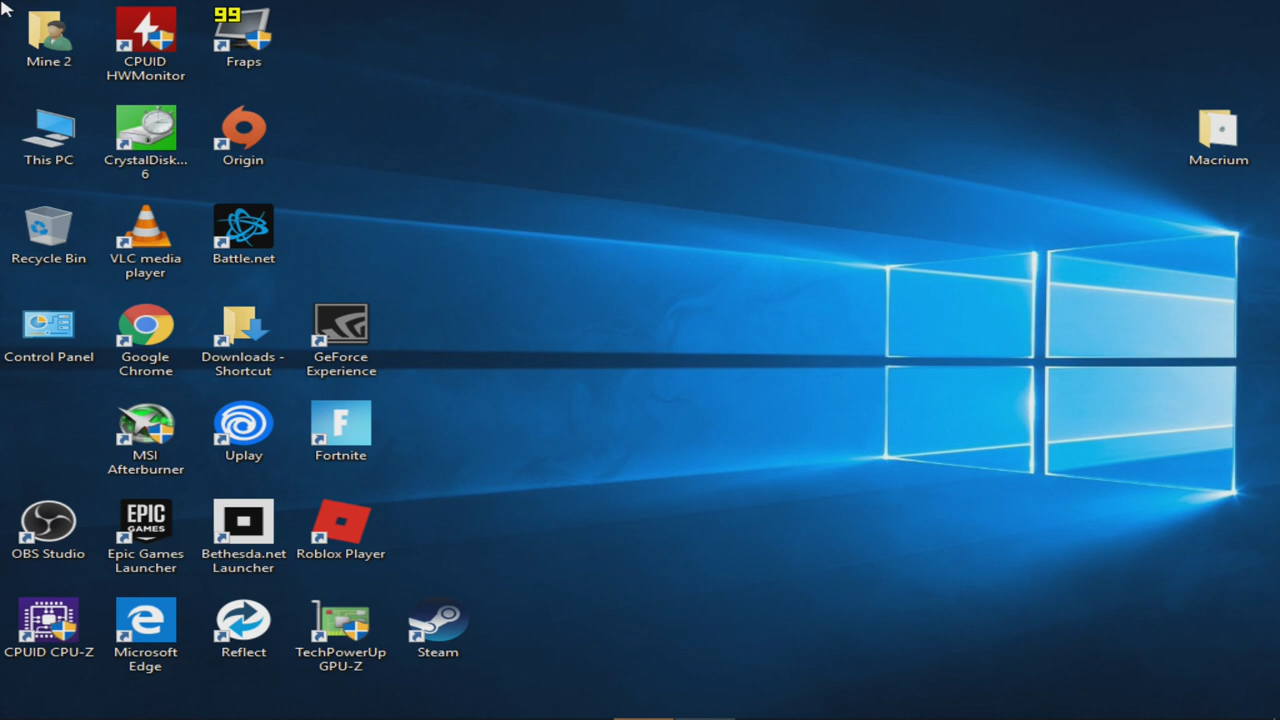 Mine 2
CPUID
HWMonitor
99
Fraps
This PC
CrystalDisk...
6
Origin
Macrium
Recycle Bin
VLC media
player
Battle.net
Control Panel
Google
Chrome
Downloads -
Shortcut
GeForce
Experience
MSI
Afterburner
Uplay
F
Fortnite
OBS Studio
EPIC
GAMES
Epic Games
Launcher
Bethesda.net
Launcher
Roblox Player
CPUID CPU-Z
Microsoft
Edge
Reflect
TechPowerUp
GPU-Z
Steam